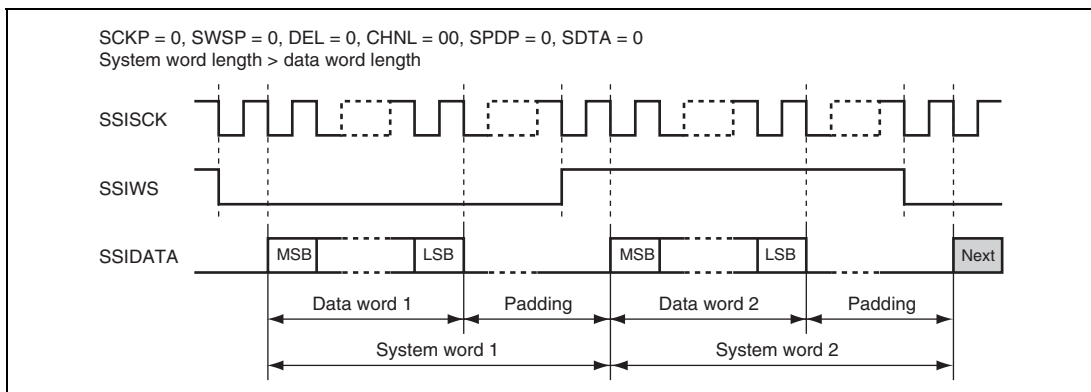 SCKP = 0, SWSP = 0, DEL = 0, CHNL = 00, SPDP = 0, SDTA = 0
System word length > data word length
SSISCK
SSIWS
SSIDATA
MSB
LSB
MSB
LSB
Next
Data word 1
Padding
Data word 2
Padding
System word 1
System word 2